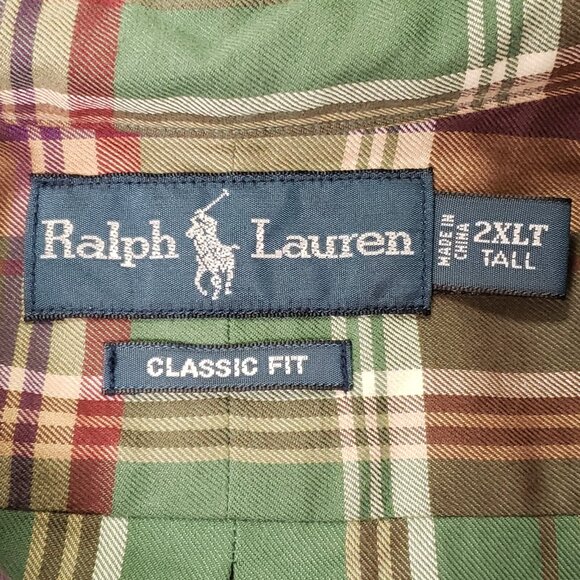 Ralph Lauren
MADE IN
CHINA
2XLT
TALL
CLASSIC FIT